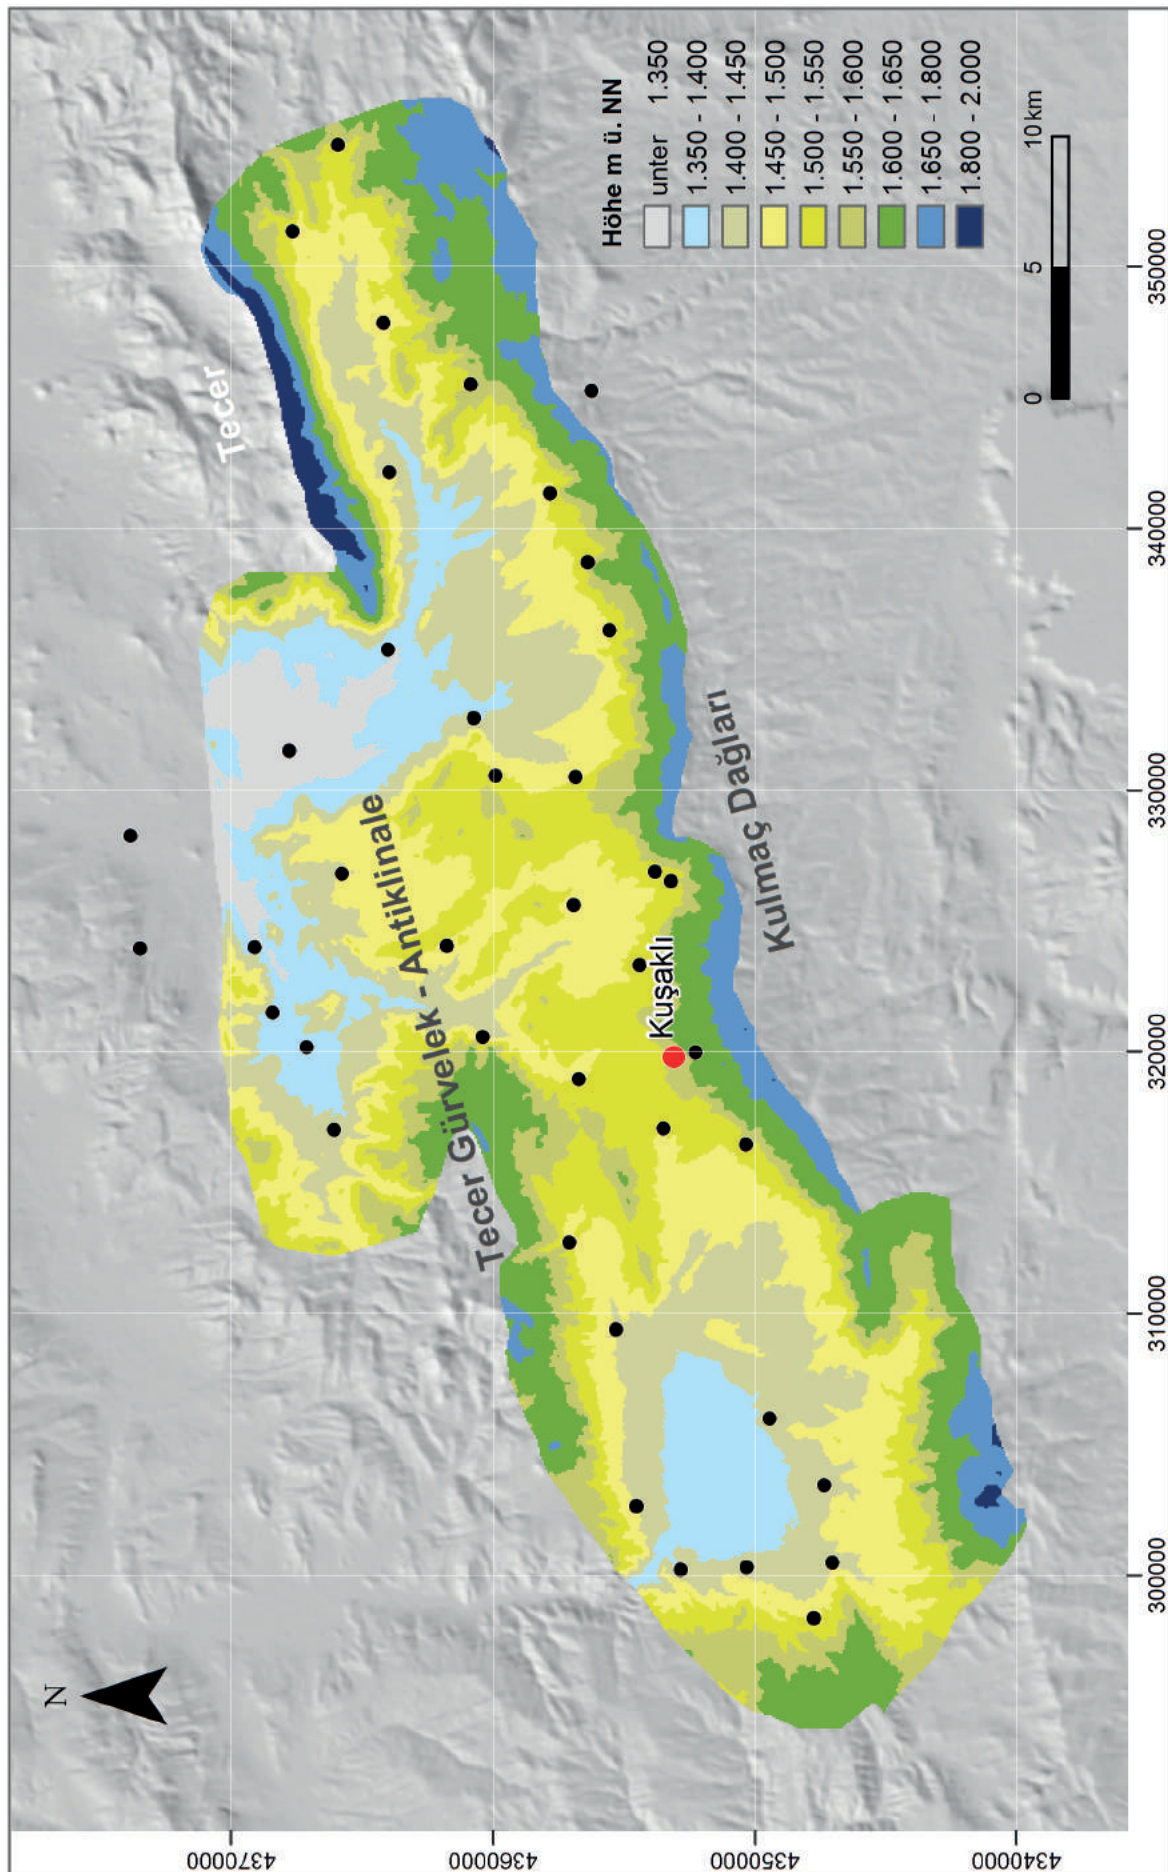 N
Tecer
Tecer Gürvelek - Antiklinale
Kuşaklı
Kulmaç Dağları
Höhe m ü. NN
unter 1.350
1.350 - 1.400
1.400 - 1.450
1.450 - 1.500
1.500 - 1.550
1.550 - 1.600
1.600 - 1.650
1.650 - 1.800
1.800 - 2.000
0 5 10 km
4370000
4360000
4350000
4340000
300000 310000 320000 330000 340000 350000